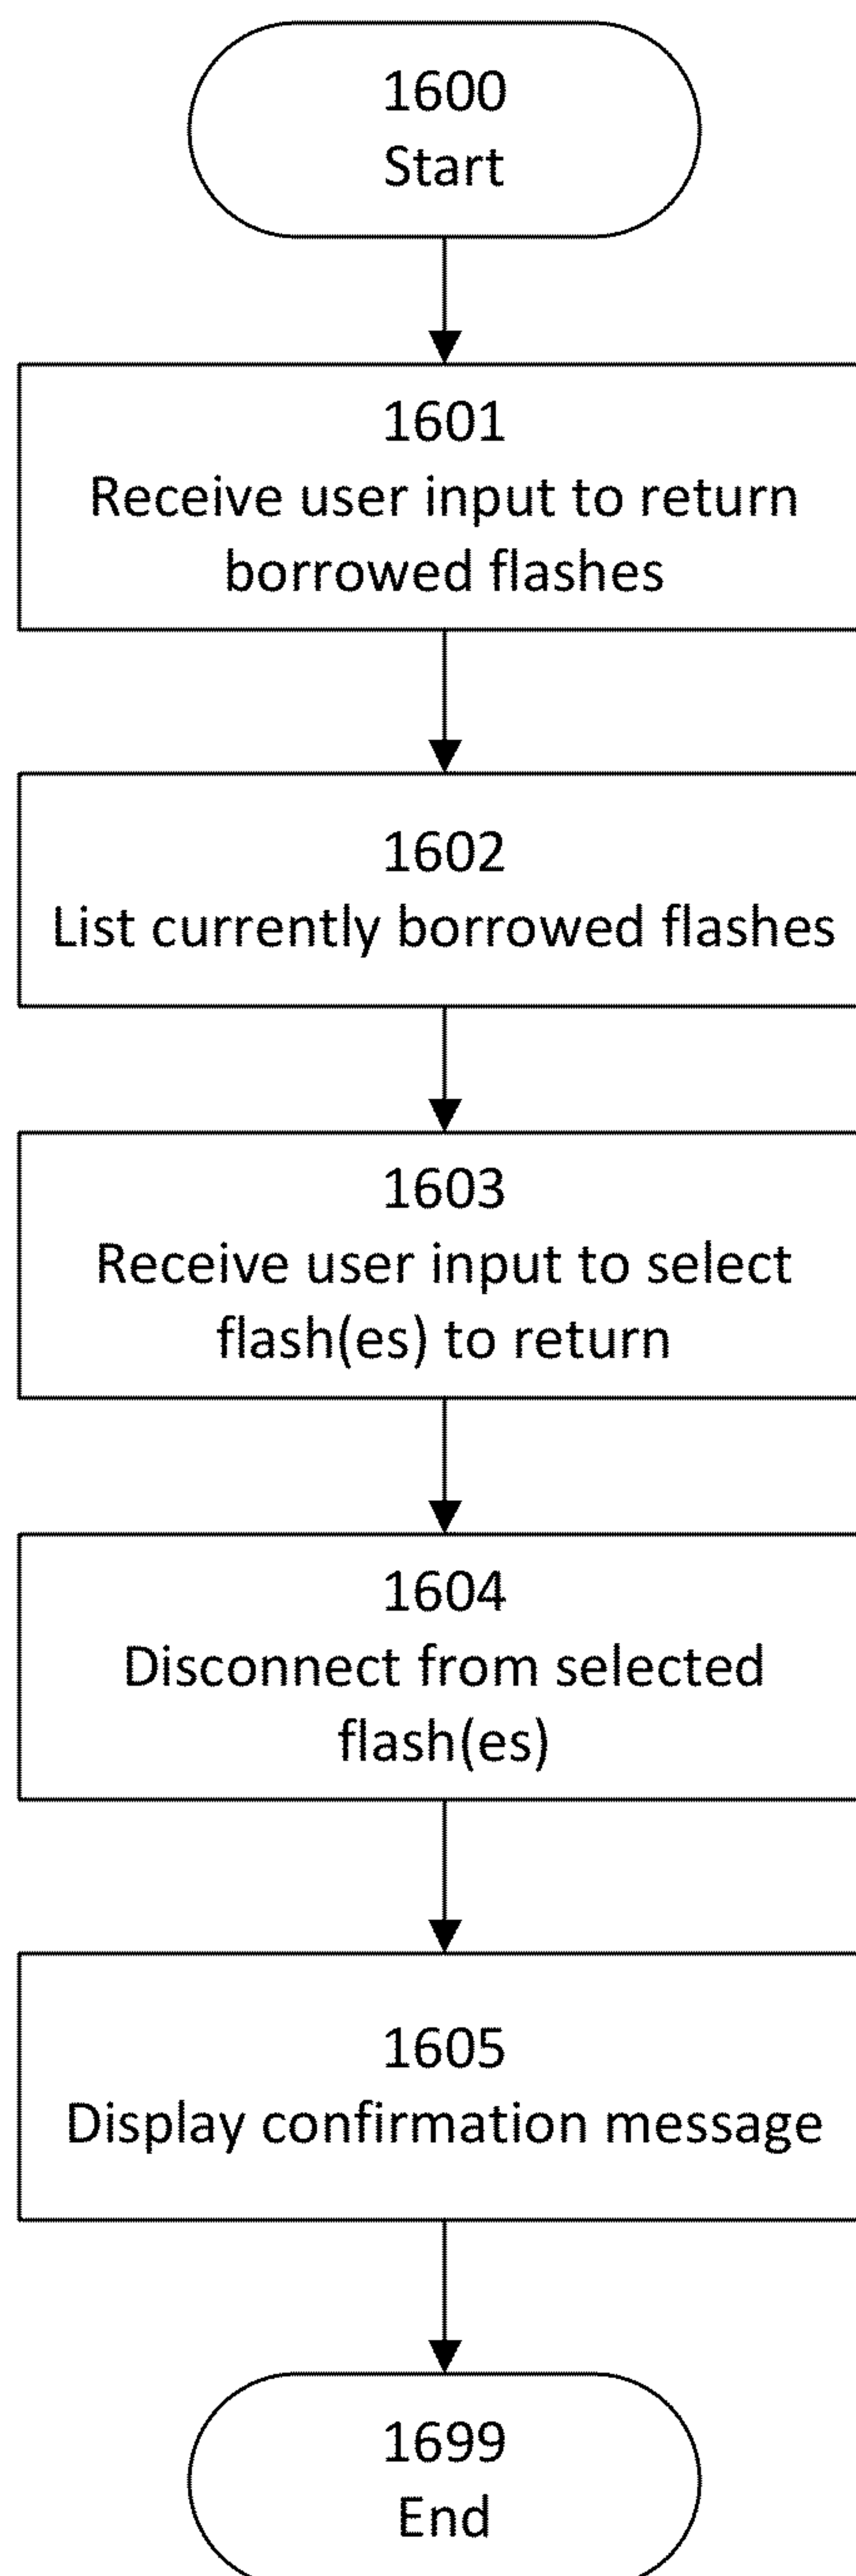 1600
Start
1601
Receive user input to return
borrowed flashes
1602
List currently borrowed flashes
1603
Receive user input to select
flash(es) to return
1604
Disconnect from selected
flash(es)
1605
Display confirmation message
1699
End